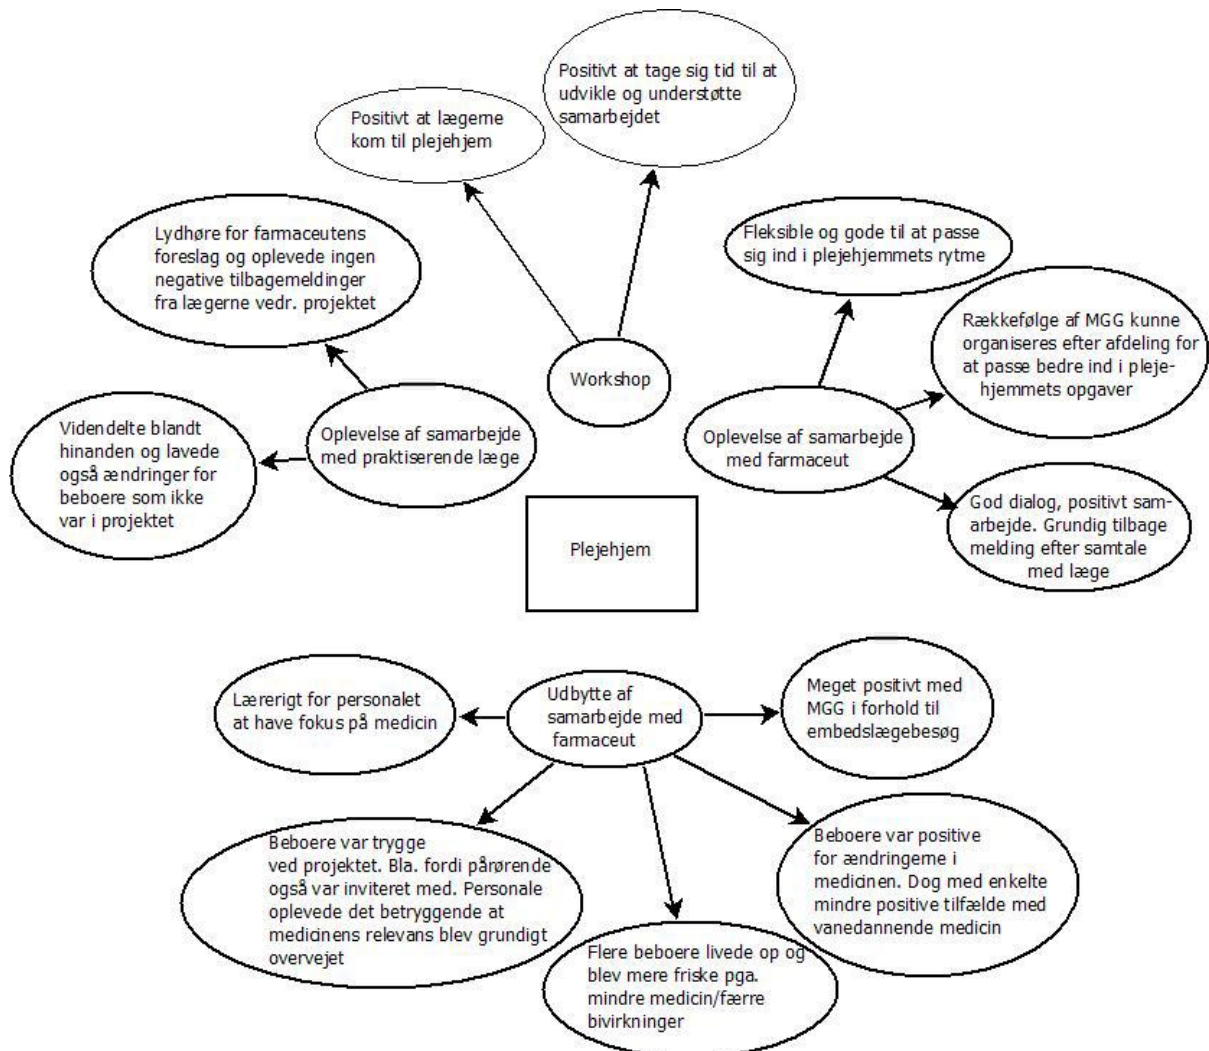 Positivt at tage sig tid til at
udvikle og understøtte
samarbejdet
Positivt at lægerne
kom til plejehjem
Lydhøre for farmaceutens
foreslag og oplevede ingen
negative tilbagemeldinger
fra lægerne vedr. projektet
Fleksible og gode til at passe
sig ind i plejehjemmets rytme
Rækkefølge af MGG kunne
organiseres efter afdeling for
at passe bedre ind i pleje-
hjemmets opgaver
Workshop
Videndelte blandt
hinanden og lavede
også ændringer for
beboere som ikke
var i projektet
Oplevelse af samarbejde
med praktiserende læge
Oplevelse af samarbejde
med farmaceut
God dialog, positivt sam-
arbejde. Grundig tilbage
melding efter samtale
med læge
Plejehjem
Lærerigt for personalet
at have fokus på medicin
Udbytte af
samarbejde med
farmaceut
Meget positivt med
MGG i forhold til
embedslægebesøg
Beboere var trygge
ved projektet. Bla. fordi pårørende
også var inviteret med. Personale
oplevede det betryggende at
medicinens relevans blev grundigt
overvejet
Flere beboere livede op og
blev mere friske pga.
mindre medicin/færre
bivirkninger
Beboere var positive
for ændringerne i
medicinen. Dog med enkelte
mindre positive tilfælde med
vanedannende medicin